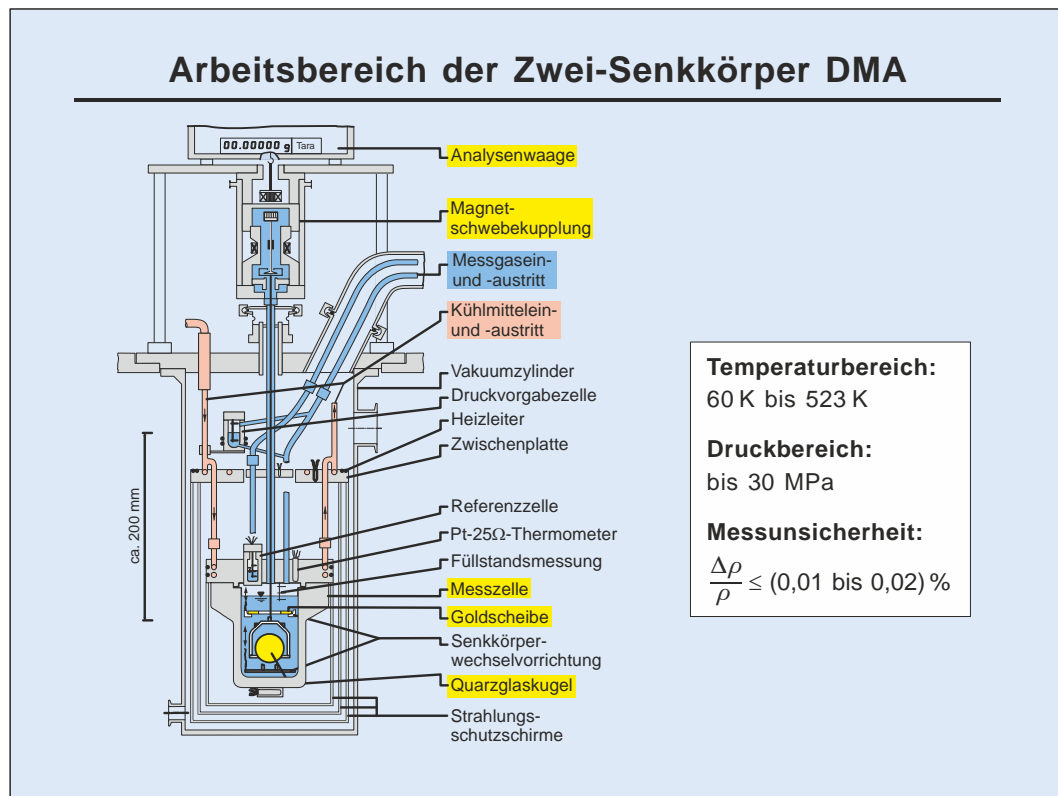 Arbeitsbereich der Zwei-Senkkörper DMA
00.00000 g Tara
Analysenwaage
Magnet-
schwebekupplung
Messgasein-
und -austritt
Kühlmittelein-
und -austritt
Vakuumzylinder
Druckvorgabezelle
Heizleiter
Zwischenplatte
ca. 200 mm
Referenzzelle
Pt-25Ω-Thermometer
Füllstandsmessung
Messzelle
Goldscheibe
Senkkörper-
wechselvorrichtung
Quarzglaskugel
Strahlungs-
schutzschirme
Temperaturbereich:
60 K bis 523 K
Druckbereich:
bis 30 MPa
Messunsicherheit:
Δρ/ρ ≤ (0,01 bis 0,02) %